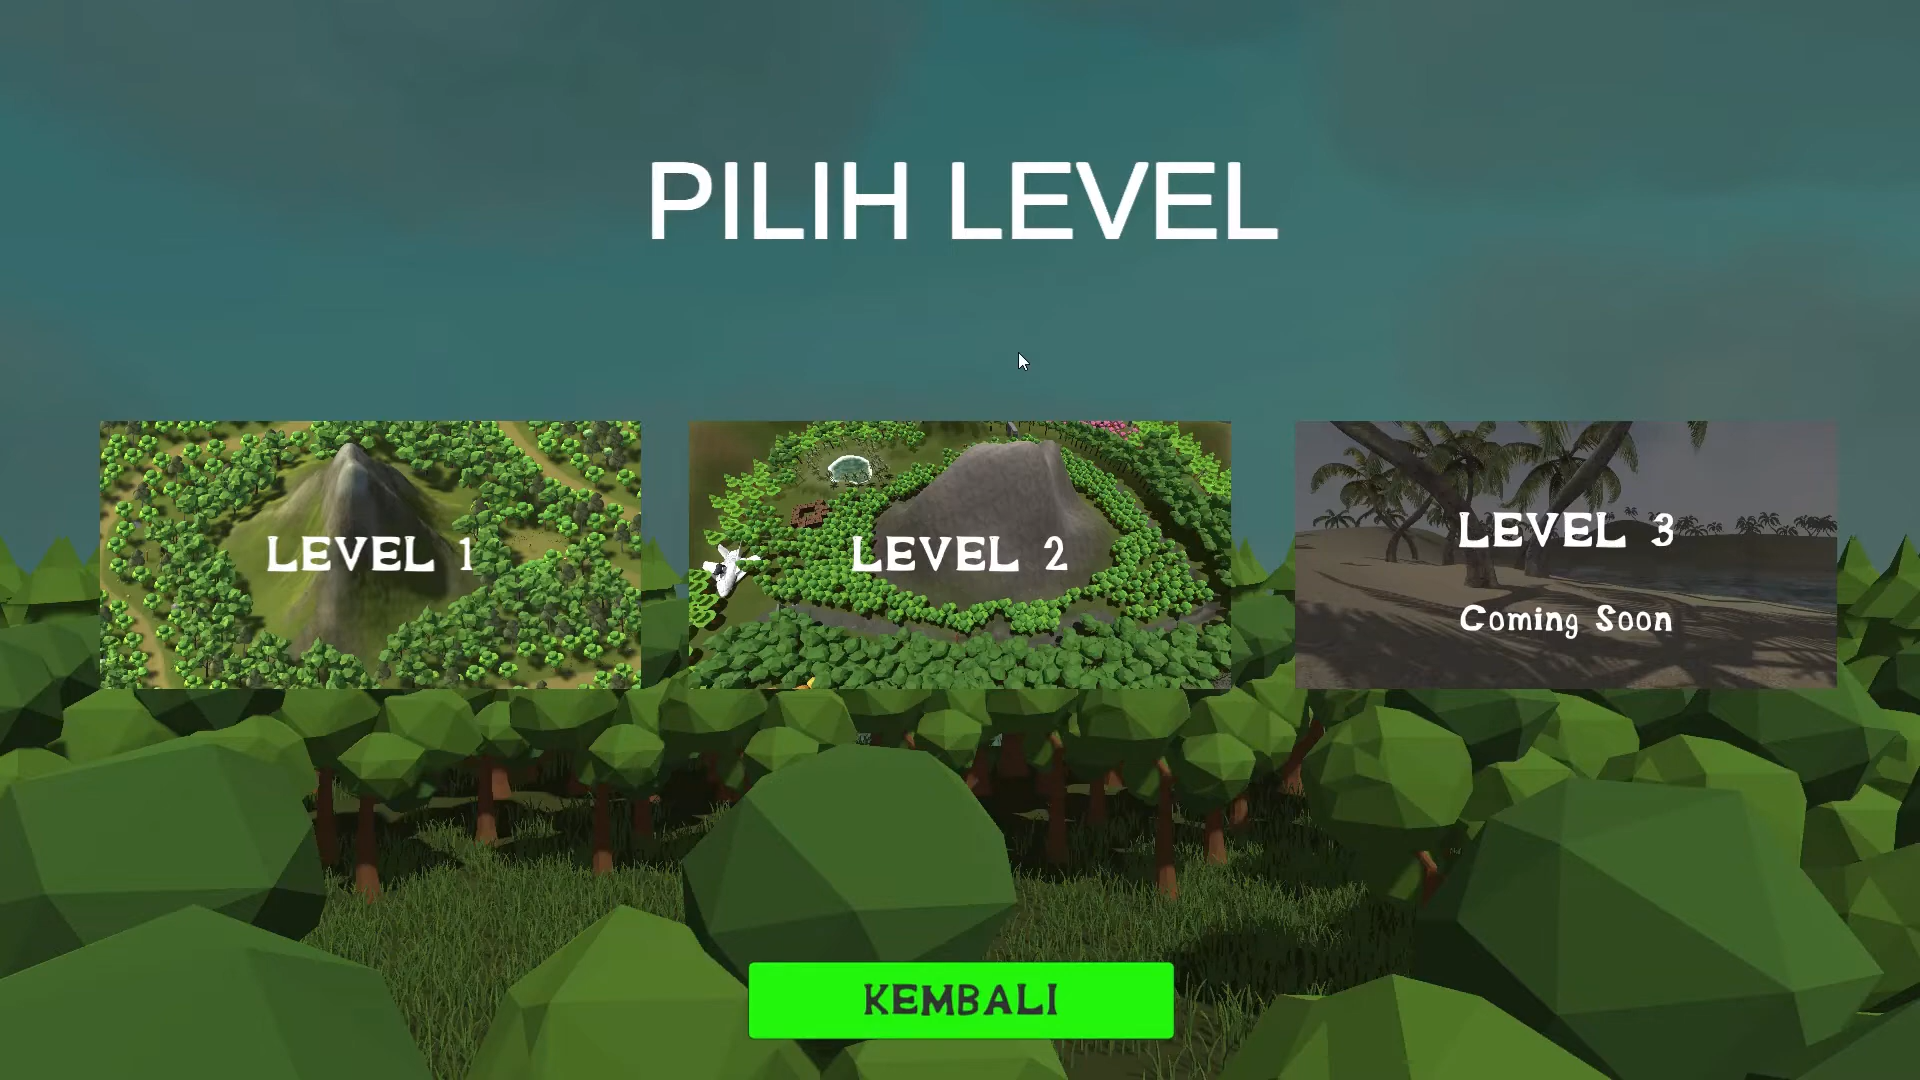 PILIH LEVEL
LEVEL 1
LEVEL 2
LEVEL 3
Coming Soon
KEMBALI